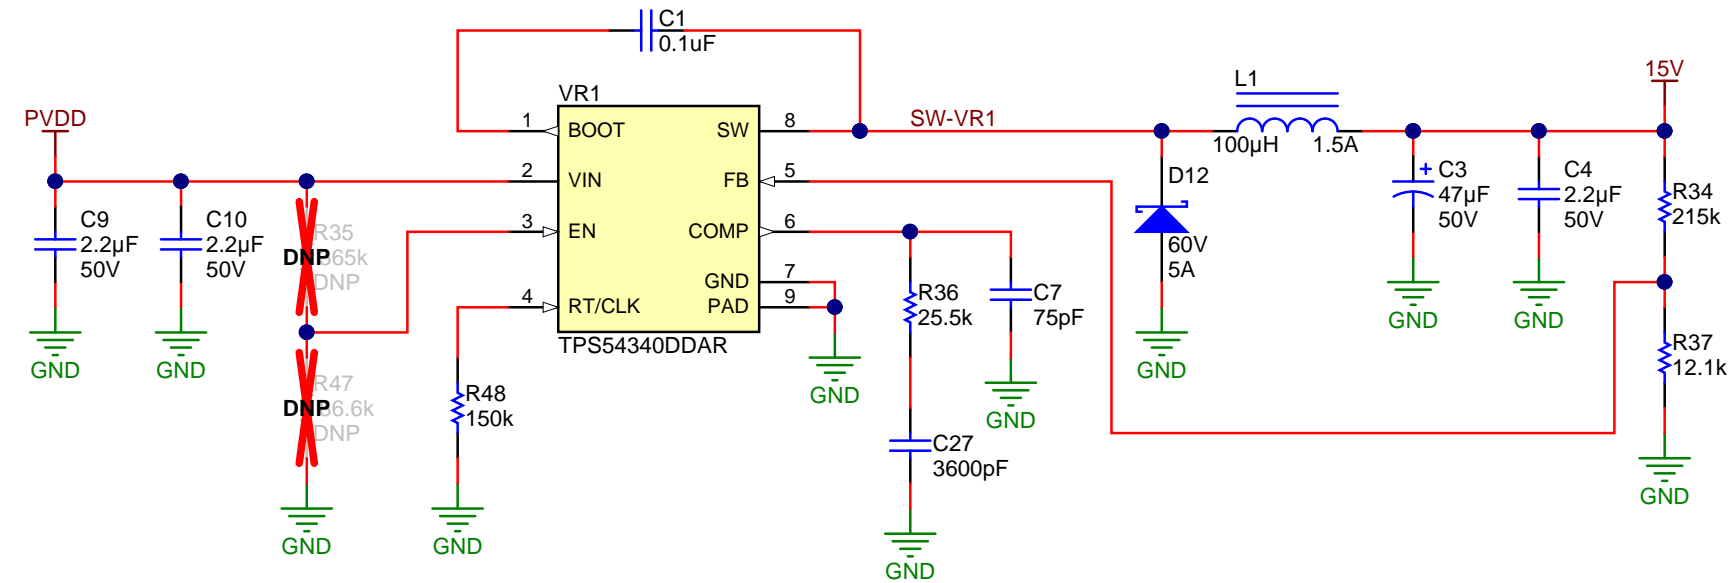 C1
0.1uF
PVDD
VR1
1
BOOT
SW
8
SW-VR1
L1
100µH
1.5A
15V
2
VIN
FB
5
3
EN
COMP
6
GND
7
4
RT/CLK
PAD
9
TPS54340DDAR
C9
2.2µF
50V
C10
2.2µF
50V
R35
DNP
DNP
R47
DNP
DNP
R48
150k
R36
25.5k
C7
75pF
C27
3600pF
D12
60V
5A
+
C3
47µF
50V
C4
2.2µF
50V
R34
215k
R37
12.1k
GND
GND
GND
GND
GND
GND
GND
GND
GND
GND
GND